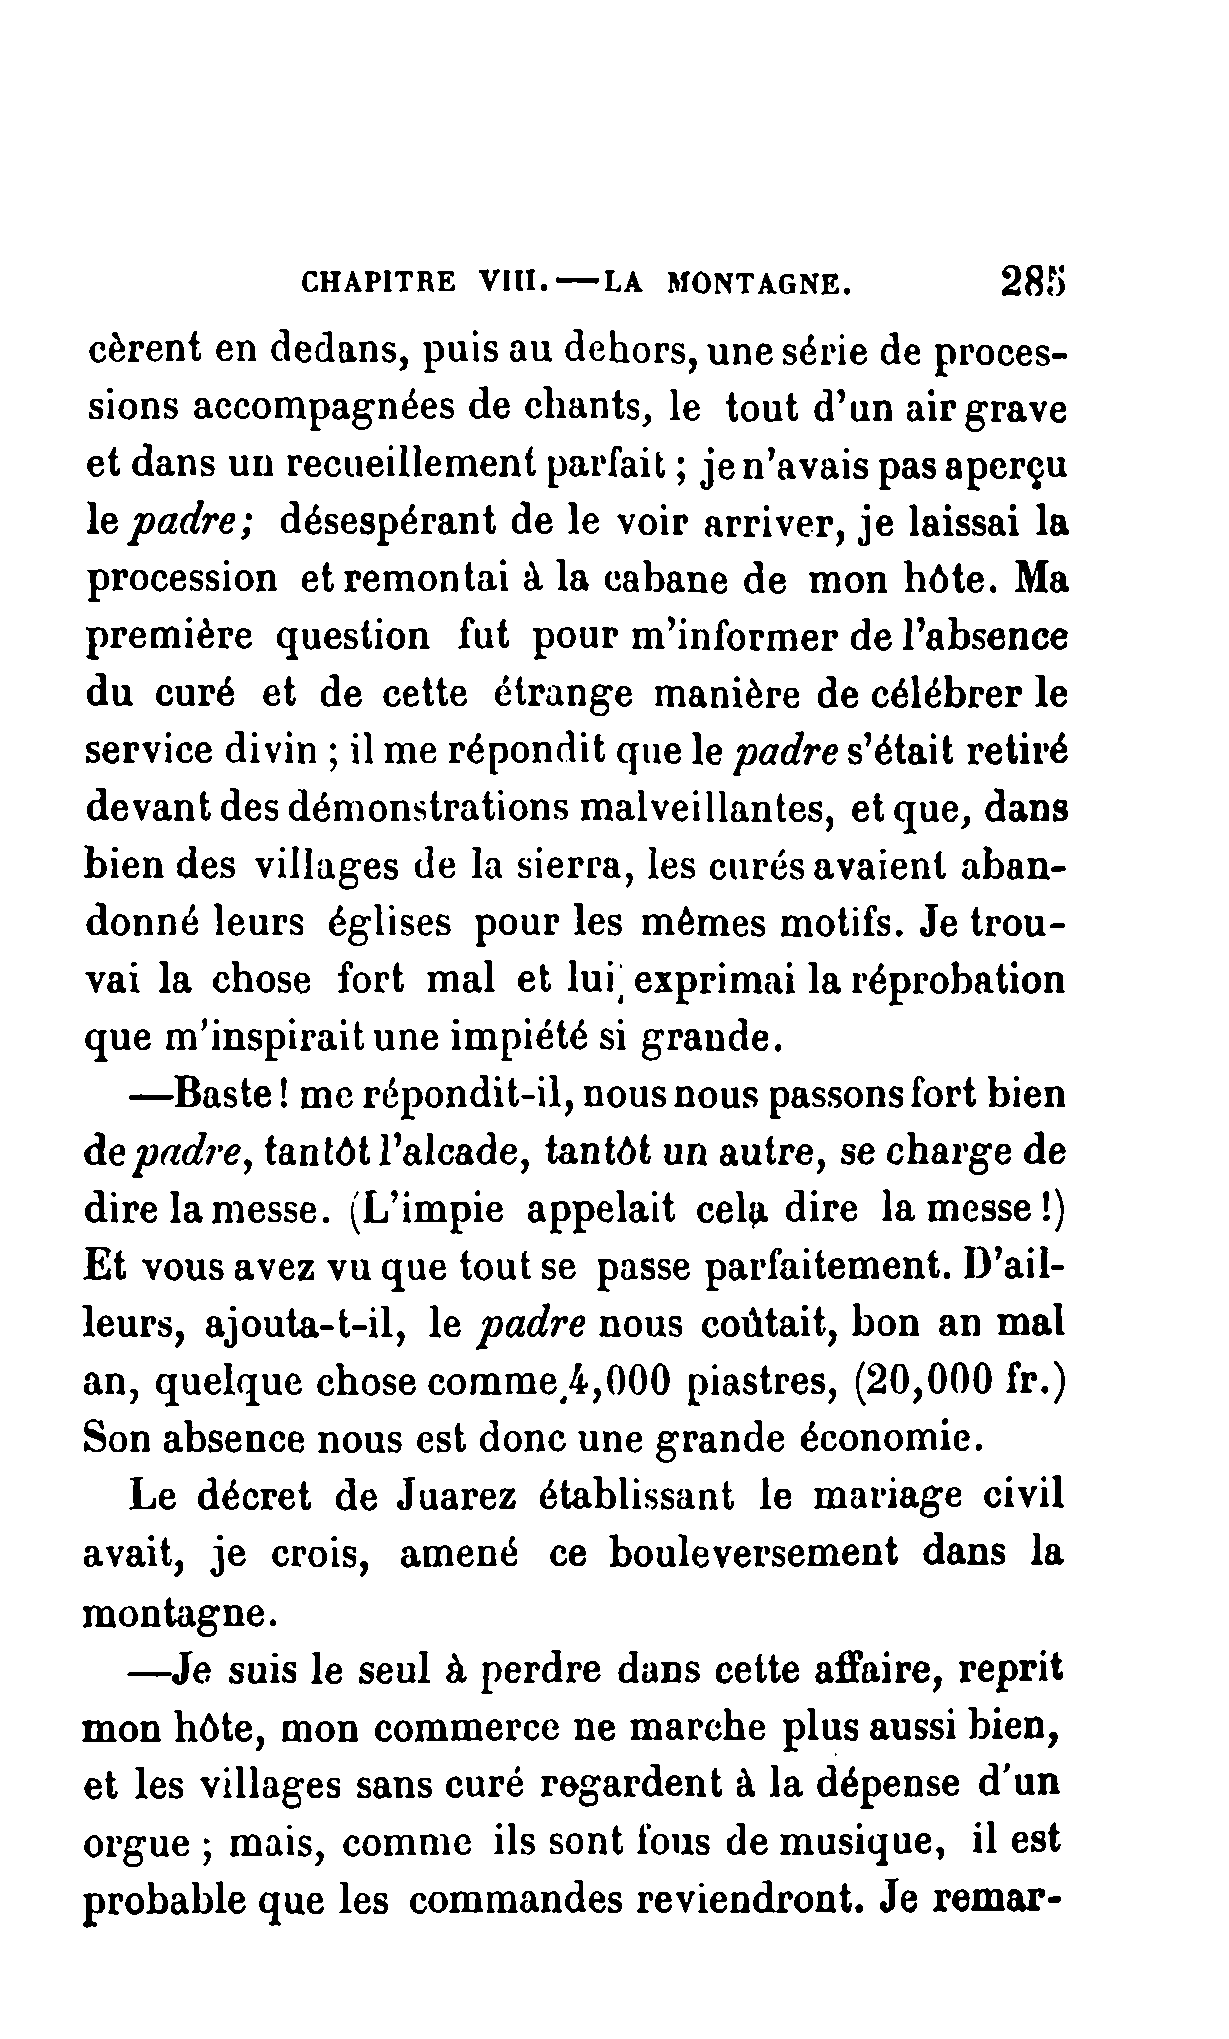 CHAPITRE VIII.—LA MONTAGNE. 285
cèrent en dedans, puis au dehors, une série de proces-
sions accompagnées de chants, le tout d'un air grave
et dans un recueillement parfait ; je n'avais pas aperçu
le padre; désespérant de le voir arriver, je laissai la
procession et remontai à la cabane de mon hôte. Ma
première question fut pour m'informer de l'absence
du curé et de cette étrange manière de célébrer le
service divin ; il me répondit que le padre s'était retiré
devant des démonstrations malveillantes, et que, dans
bien des villages de la sierra, les curés avaient aban-
donné leurs églises pour les mêmes motifs. Je trou-
vai la chose fort mal et lui exprimai la réprobation
que m'inspirait une impiété si grande.
—Baste! me répondit-il, nous nous passons fort bien
de padre, tantôt l'alcade, tantôt un autre, se charge de
dire la messe. (L'impie appelait cela dire la messe !)
Et vous avez vu que tout se passe parfaitement. D'ail-
leurs, ajouta-t-il, le padre nous coûtait, bon an mal
an, quelque chose comme 4,000 piastres, (20,000 fr.)
Son absence nous est donc une grande économie.
Le décret de Juarez établissant le mariage civil
avait, je crois, amené ce bouleversement dans la
montagne.
—Je suis le seul à perdre dans cette affaire, reprit
mon hôte, mon commerce ne marche plus aussi bien,
et les villages sans curé regardent à la dépense d'un
orgue ; mais, comme ils sont fous de musique, il est
probable que les commandes reviendront. Je remar-